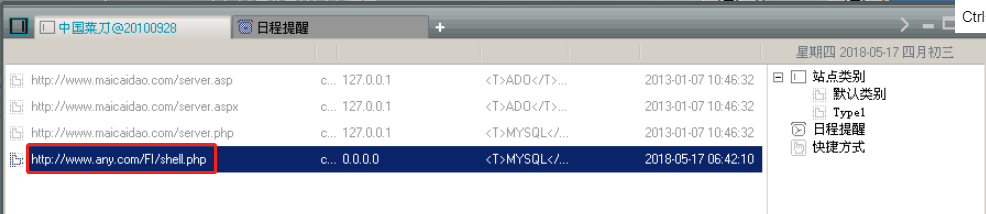 Ctrl
中国菜刀@20100928 日程提醒 +
星期四 2018-05-17 四月初三
http://www.maicaidao.com/server.asp c... 127.0.0.1 <T>ADO</T>... 2013-01-07 10:46:32
http://www.maicaidao.com/server.aspx c... 127.0.0.1 <T>ADO</T>... 2013-01-07 10:46:32
http://www.maicaidao.com/server.php c... 127.0.0.1 <T>MYSQL</... 2013-01-07 10:46:32
http://www.any.com/FI/shell.php c... 0.0.0.0 <T>MYSQL</... 2018-05-17 06:42:10
站点类别
默认类别
Type1
日程提醒
快捷方式